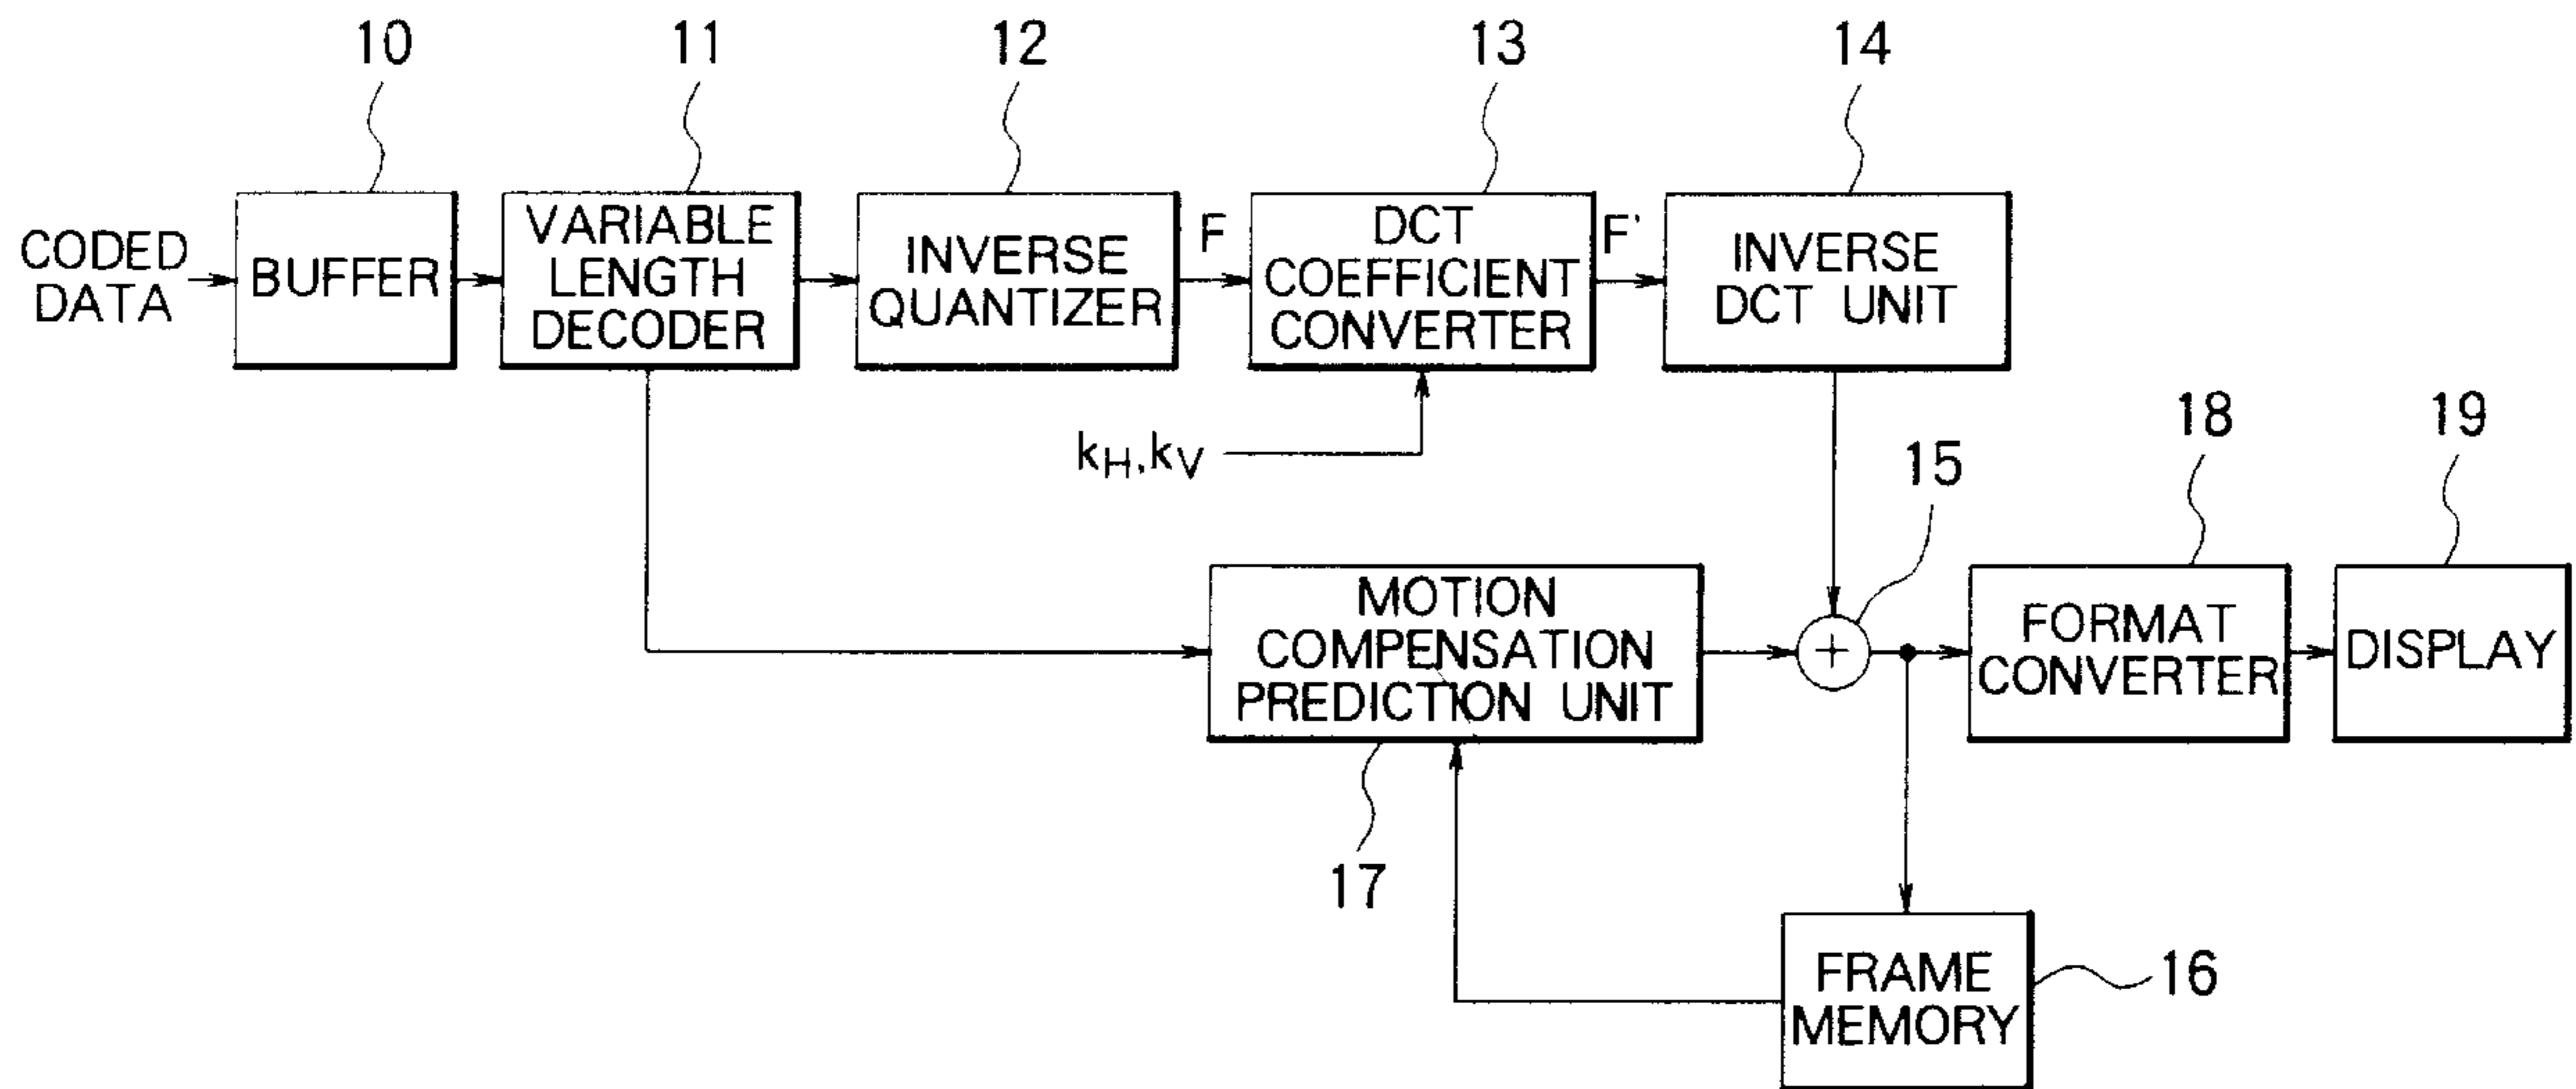 10
11
12
13
14
CODED
DATA
BUFFER
VARIABLE
LENGTH
DECODER
INVERSE
QUANTIZER
F
DCT
COEFFICIENT
CONVERTER
F'
INVERSE
DCT UNIT
kH,kV
15
18
19
MOTION
COMPENSATION
PREDICTION UNIT
+
FORMAT
CONVERTER
DISPLAY
17
FRAME
MEMORY
16